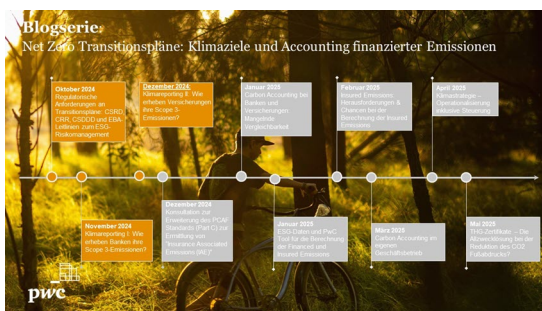 Blogserie:
Net Zero Transitionspläne: Klimaziele und Accounting finanzierter Emissionen
Oktober 2024
Regulatorische
Anforderungen an
Transitionspläne: CSRD,
CRR, CSDDD und EBA-
Leitlinien zum ESG-
Risikomanagement
Dezember 2024:
Klimareporting II: Wie
erheben Versicherungen
ihre Scope 3-
Emissionen?
Januar 2025
Carbon Accounting bei
Banken und
Versicherungen:
Mangelnde
Vergleichbarkeit
Februar 2025
Insured Emissions:
Herausforderungen &
Chancen bei der
Berechnung der Insured
Emissions
April 2025
Klimastrategie –
Operationalisierung
inklusive Steuerung
November 2024
Klimareporting I: Wie
erheben Banken ihre
Scope 3-Emissionen?
Dezember 2024
Konsultation zur
Erweiterung des PCAF
Standards (Part C) zur
Ermittlung von
"Insurance Associated
Emissions (IAE)"
Januar 2025
ESG-Daten und PwC
Tool für die Berechnung
der Financed und
Insured Emissions
März 2025
Carbon Accounting im
eigenen
Geschäftsbetrieb
Mai 2025
THG-Zertifikate – Die
Abzweiglösung bei der
Reduktion des CO2
Fußabdrucks?
pwc